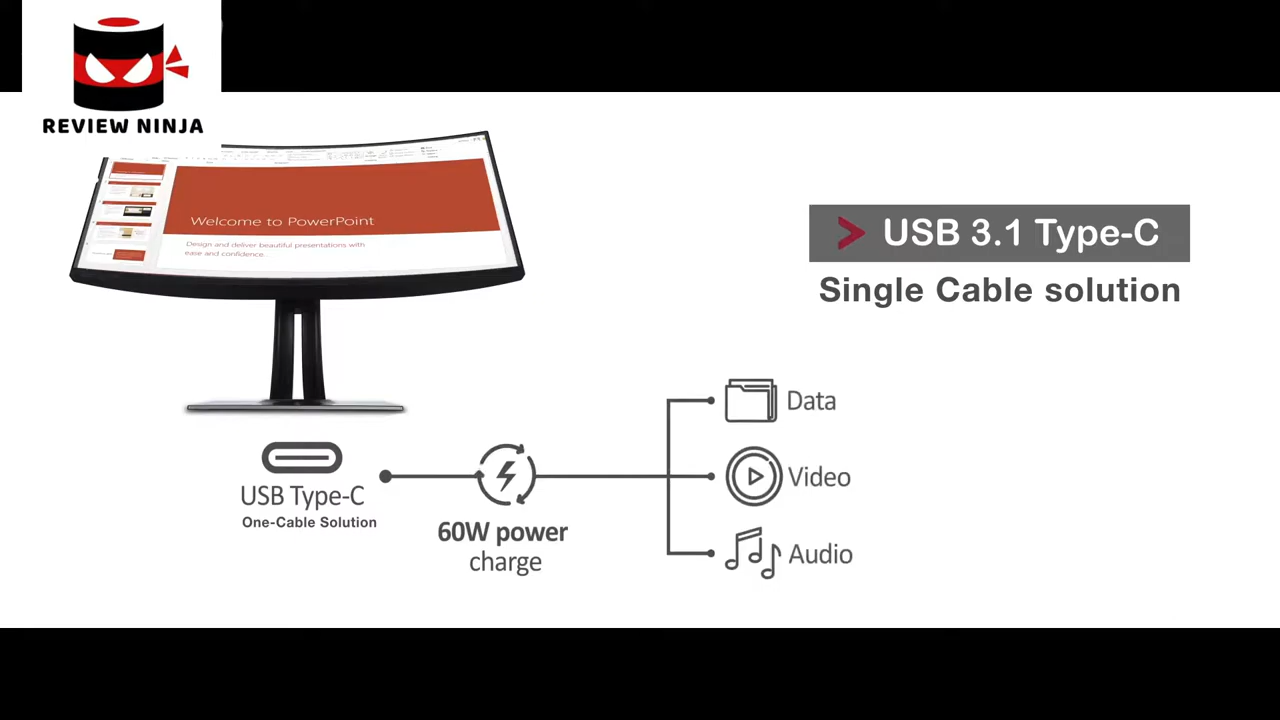 REVIEW NINJA
Welcome to PowerPoint
Design and deliver beautiful presentations with
ease and confidence...
> USB 3.1 Type-C
Single Cable solution
USB Type-C
One-Cable Solution
60W power
charge
Data
Video
Audio